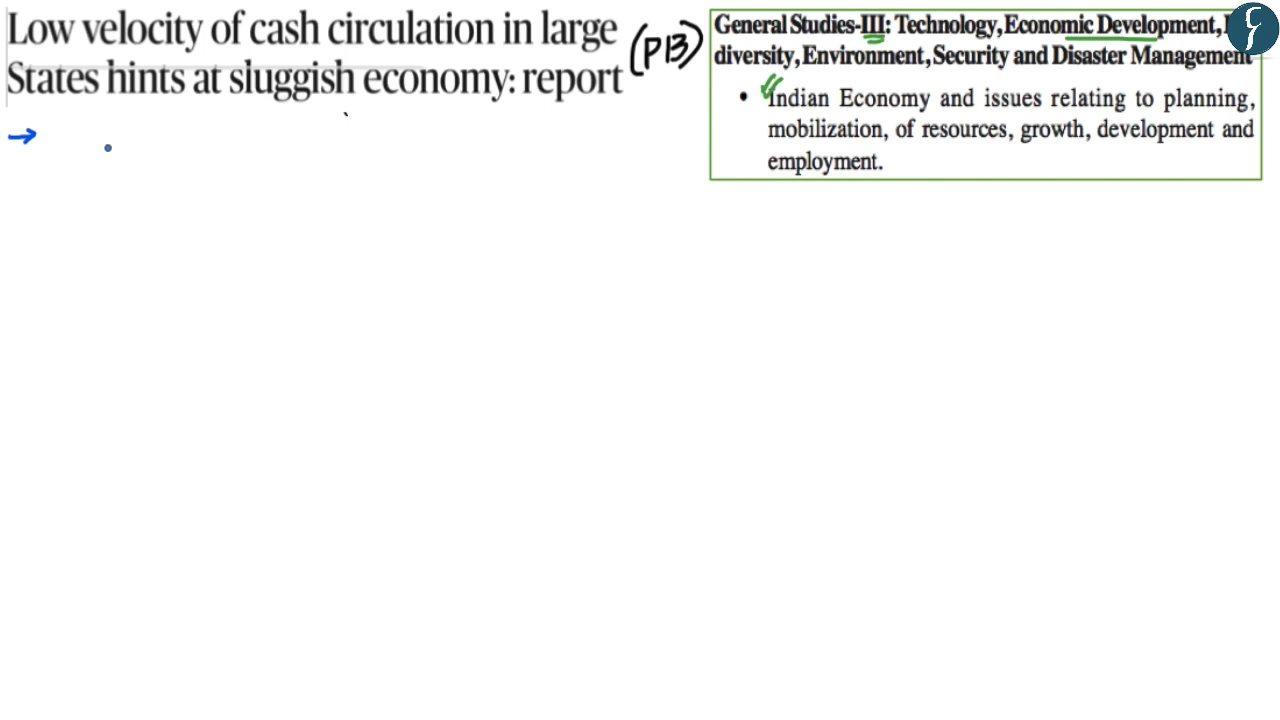 Low velocity of cash circulation in large
States hints at sluggish economy: report
(P13)
General Studies-III: Technology, Economic Development,
diversity, Environment, Security and Disaster Management
• Indian Economy and issues relating to planning,
mobilization, of resources, growth, development and
employment.